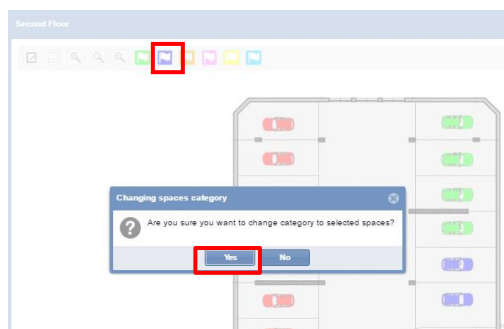 Second Floor
Changing spaces category
Are you sure you want to change category to selected spaces?
Yes No